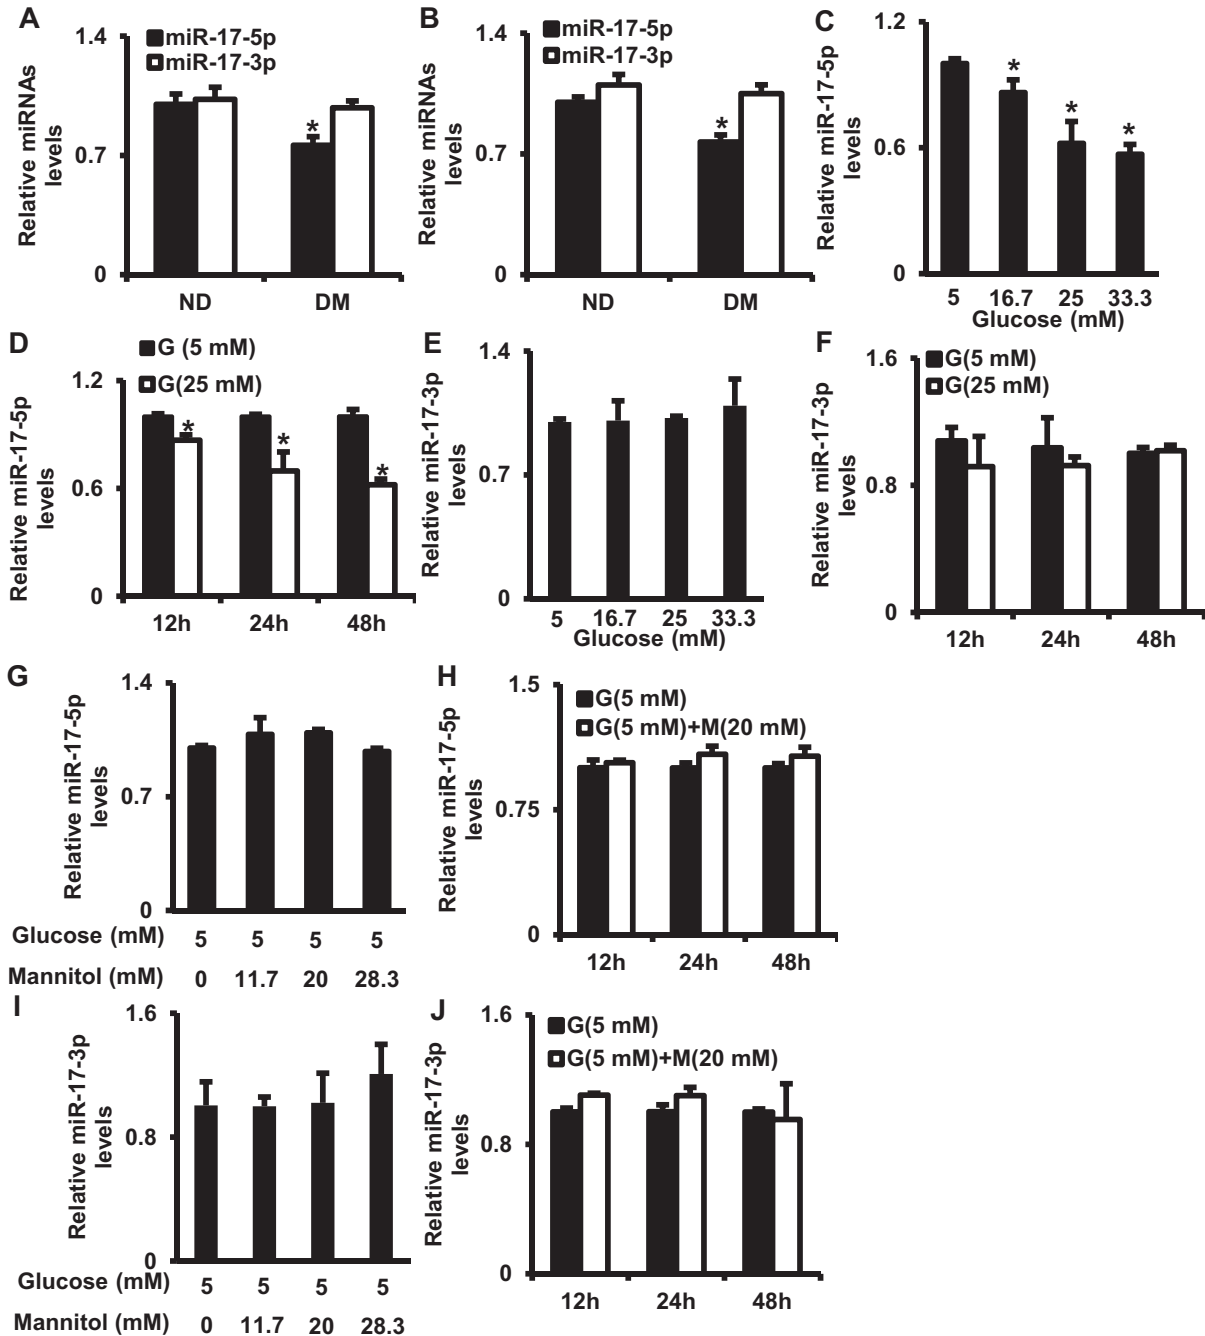 A
Relative miRNAs
levels
1.4
0.7
0
miR-17-5p
miR-17-3p
*
ND DM
B
Relative miRNAs
levels
1.4
0.7
0
miR-17-5p
miR-17-3p
*
ND DM
C
Relative miR-17-5p
levels
1.2
0.6
0
* * *
5 16.7 25 33.3
Glucose (mM)
D
Relative miR-17-5p
levels
G (5 mM)
G(25 mM)
1.2
0.6
0
* * *
12h 24h 48h
E
Relative miR-17-3p
levels
1.4
0.7
0
5 16.7 25 33.3
Glucose (mM)
F
Relative miR-17-3p
levels
1.6
0.8
0
G(5 mM)
G(25 mM)
12h 24h 48h
G
Relative miR-17-5p
levels
1.4
0.7
0
Glucose (mM) 5 5 5 5
Mannitol (mM) 0 11.7 20 28.3
H
Relative miR-17-5p
levels
1.5
0.75
0
G(5 mM)
G(5 mM)+M(20 mM)
12h 24h 48h
I
Relative miR-17-3p
levels
1.6
0.8
0
Glucose (mM) 5 5 5 5
Mannitol (mM) 0 11.7 20 28.3
J
Relative miR-17-3p
levels
1.6
0.8
0
G(5 mM)
G(5 mM)+M(20 mM)
12h 24h 48h